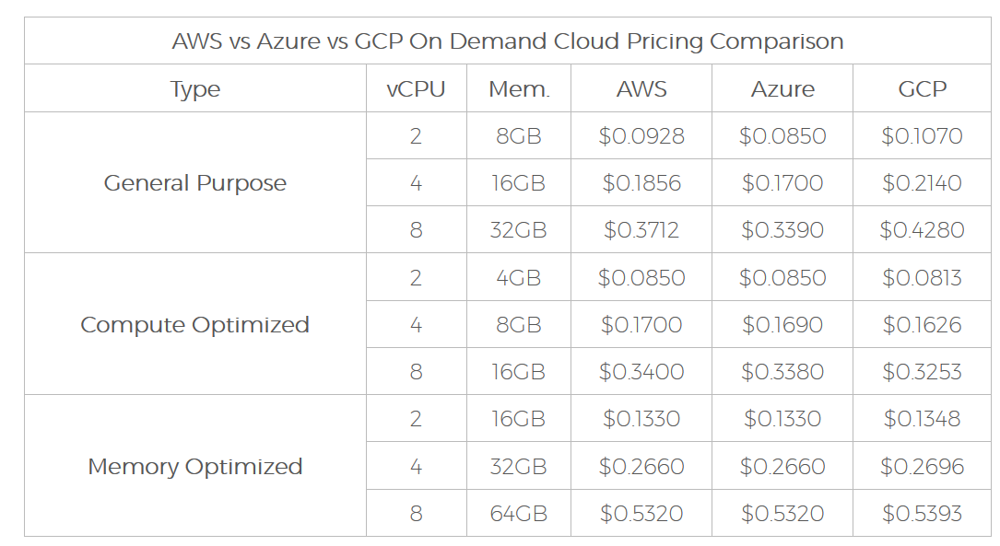 AWS vs Azure vs GCP On Demand Cloud Pricing Comparison
Type vCPU Mem. AWS Azure GCP
General Purpose
2 8GB $0.0928 $0.0850 $0.1070
4 16GB $0.1856 $0.1700 $0.2140
8 32GB $0.3712 $0.3390 $0.4280
Compute Optimized
2 4GB $0.0850 $0.0850 $0.0813
4 8GB $0.1700 $0.1690 $0.1626
8 16GB $0.3400 $0.3380 $0.3253
Memory Optimized
2 16GB $0.1330 $0.1330 $0.1348
4 32GB $0.2660 $0.2660 $0.2696
8 64GB $0.5320 $0.5320 $0.5393